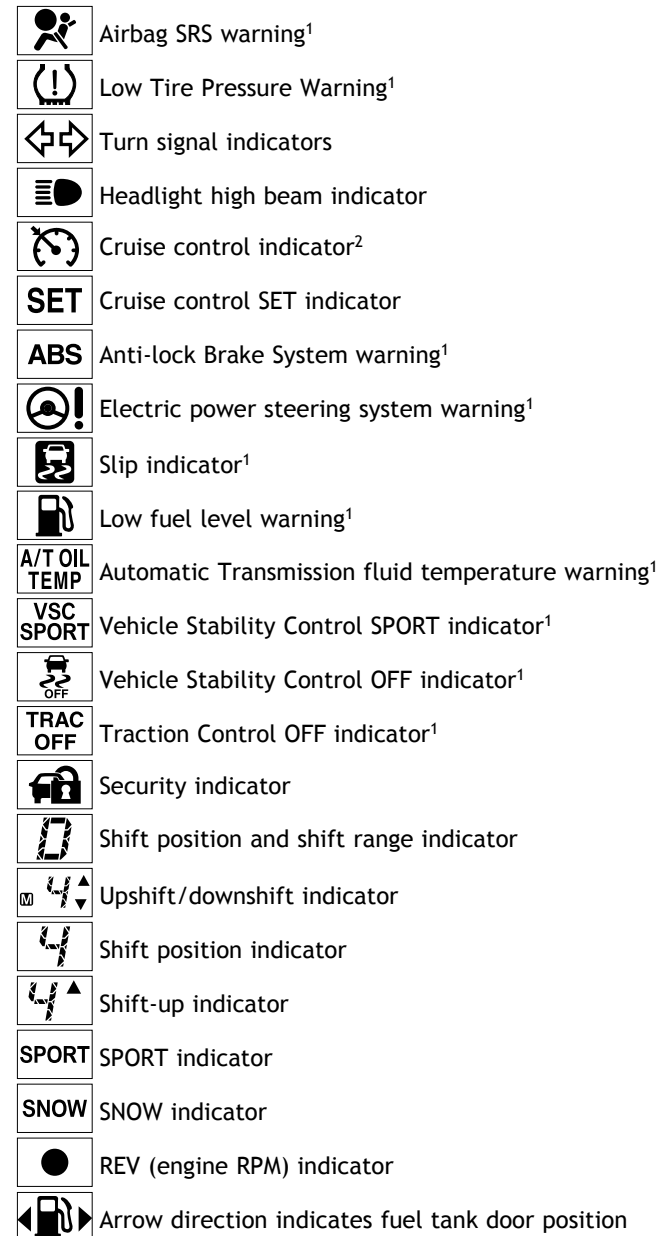 Airbag SRS warning¹
Low Tire Pressure Warning¹
Turn signal indicators
Headlight high beam indicator
Cruise control indicator²
SET Cruise control SET indicator
ABS Anti-lock Brake System warning¹
Electric power steering system warning¹
Slip indicator¹
Low fuel level warning¹
A/T OIL
TEMP Automatic Transmission fluid temperature warning¹
VSC
SPORT Vehicle Stability Control SPORT indicator¹
OFF Vehicle Stability Control OFF indicator¹
TRAC
OFF Traction Control OFF indicator¹
Security indicator
D Shift position and shift range indicator
M 4 Upshift/downshift indicator
4 Shift position indicator
4 Shift-up indicator
SPORT SPORT indicator
SNOW SNOW indicator
REV (engine RPM) indicator
Arrow direction indicates fuel tank door position